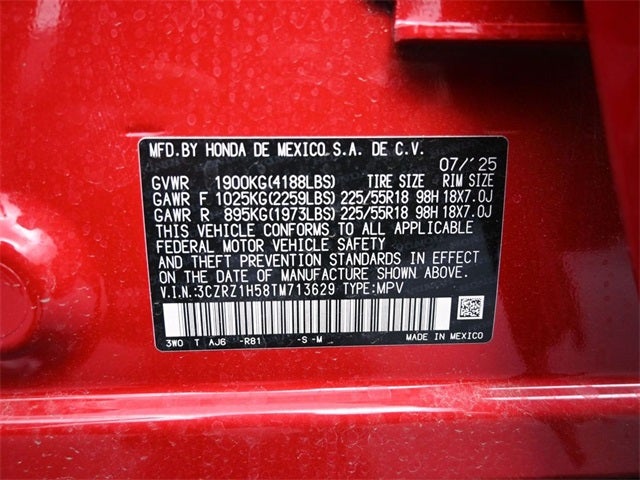 MFD.BY HONDA DE MEXICO S.A. DE C.V.
07/'25
GVWR 1900KG(4188LBS) TIRE SIZE RIM SIZE
GAWR F 1025KG(2259LBS) 225/55R18 98H 18X7.0J
GAWR R 895KG(1973LBS) 225/55R18 98H 18X7.0J
THIS VEHICLE CONFORMS TO ALL APPLICABLE
FEDERAL MOTOR VEHICLE SAFETY
AND THEFT PREVENTION STANDARDS IN EFFECT
ON THE DATE OF MANUFACTURE SHOWN ABOVE.
V.I.N.:3CZRZ1H58TM713629 TYPE:MPV
3WO T AJ6 -R81 -S-M MADE IN MEXICO